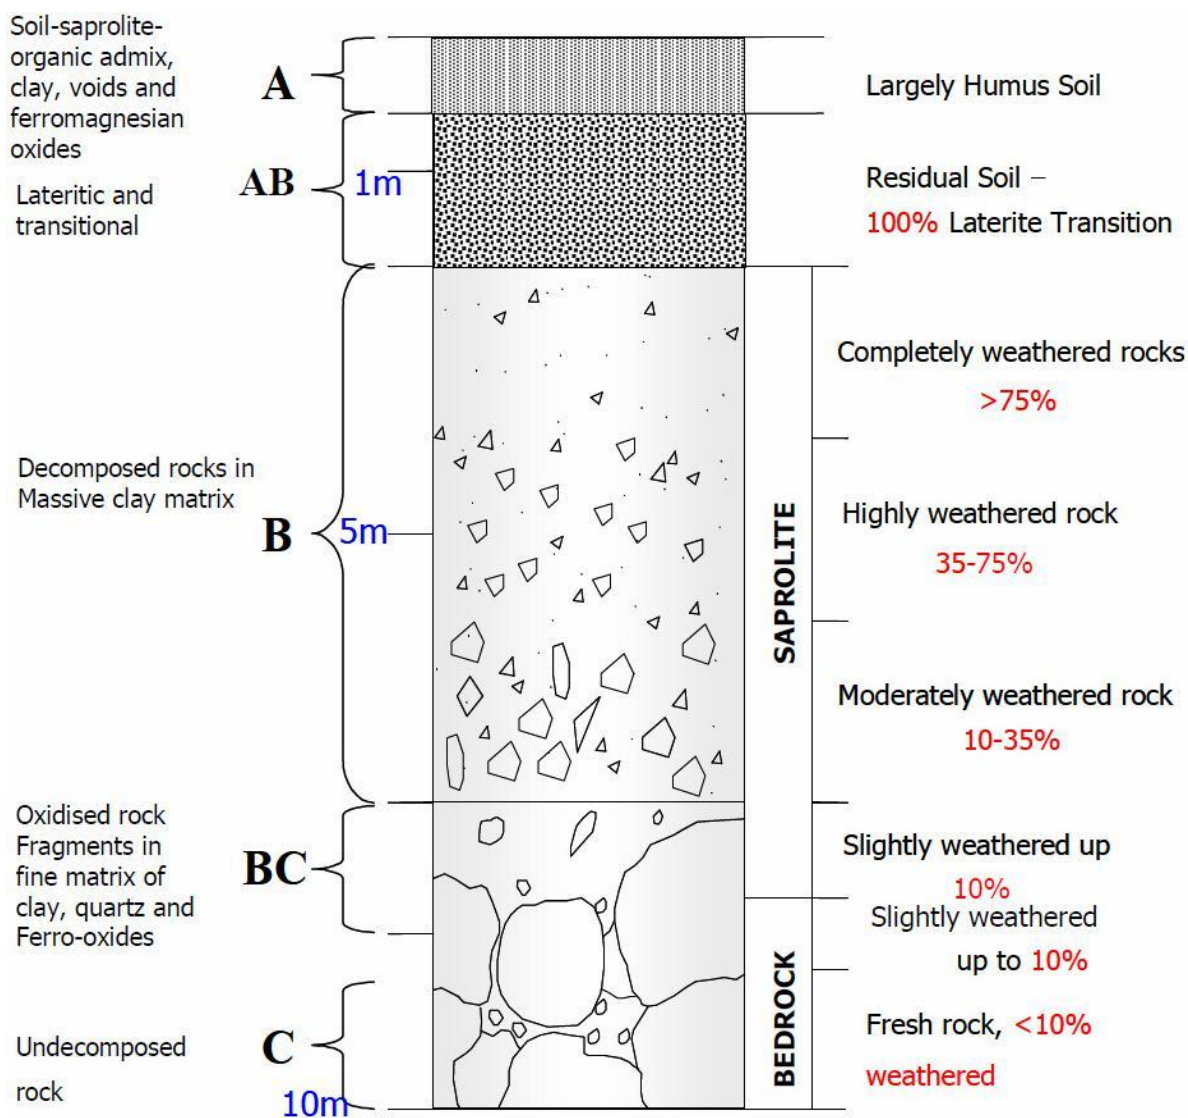 Soil-saprolite-
organic admix,
clay, voids and
ferromagnesian
oxides
A
Largely Humus Soil
Lateritic and
transitional
AB
1m
Residual Soil –
100% Laterite Transition
Decomposed rocks in
Massive clay matrix
B
5m
SAPROLITE
Completely weathered rocks
>75%
Highly weathered rock
35-75%
Moderately weathered rock
10-35%
Oxidised rock
Fragments in
fine matrix of
clay, quartz and
Ferro-oxides
BC
Slightly weathered up
10%
Slightly weathered
up to 10%
Undecomposed
rock
C
10m
BEDROCK
Fresh rock, <10%
weathered